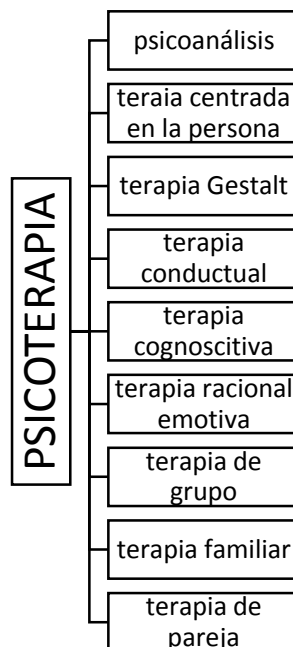 PSICOTERAPIA
psicoanálisis
teraia centrada
en la persona
terapia Gestalt
terapia
conductual
terapia
cognoscitiva
terapia racional
emotiva
terapia de
grupo
terapia familiar
terapia de
pareja